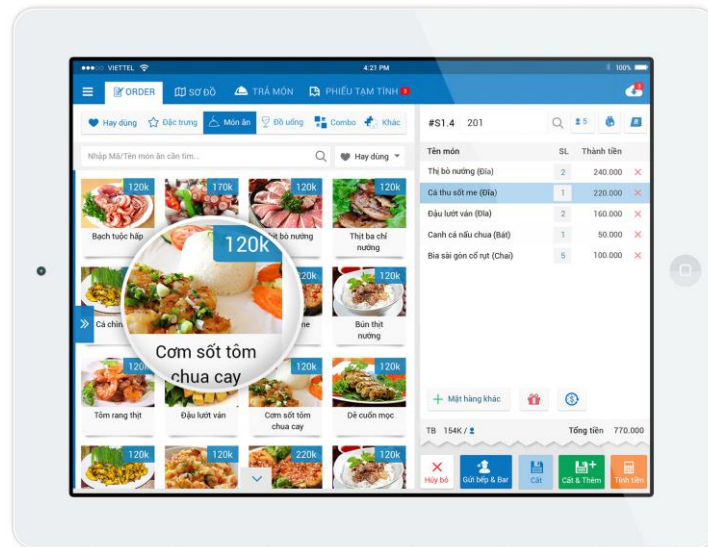 VIETTEL
4:21 PM
100%
ORDER
SƠ ĐỒ
TRẢ MÓN
PHIẾU TẠM TÍNH
Hay dùng
Đặc trưng
Món ăn
Đồ uống
Combo
Khác
#S1.4 201
5
Nhập Mã/Tên món ăn cần tìm...
Hay dùng
Tên món SL Thành tiền
Thị bò nướng (Đĩa) 2 240.000
Cá thu sốt me (Đĩa) 1 220.000
Đậu lướt ván (Đĩa) 2 160.000
Canh cá nấu chua (Bát) 1 50.000
Bia sài gòn cổ rụt (Chai) 5 100.000
120k
170k
120k
120k
Bạch tuộc hấp
bò nướng
Thịt ba chỉ
nướng
120k
Cơm sốt tôm
chua cay
20k
120k
Cá chìn
me
Bún thịt
nướng
120k
120k
120k
Tôm rang thịt
Đậu lướt ván
Cơm sốt tôm
chua cay
Dê cuốn mọc
120k
120k
220k
120k
Mặt hàng khác
TB 154K/
Tổng tiền 770.000
Hủy bỏ
Gửi bếp & Bar
Cất
Cất & Thêm
Tính tiền